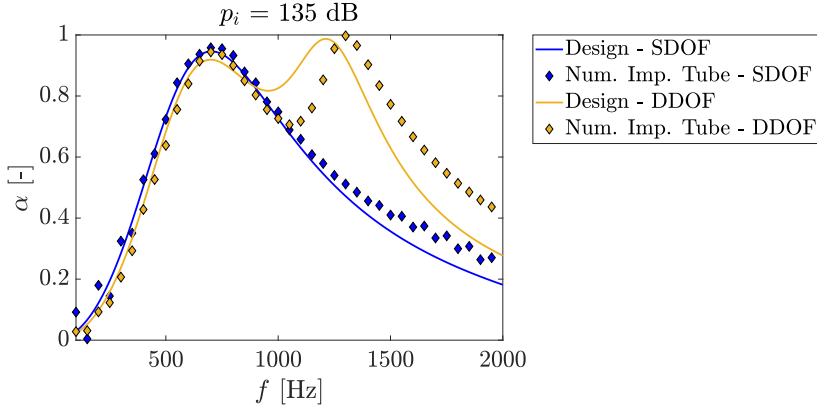 p_i = 135 dB
1
0.8
0.6
0.4
0.2
0
α [-]
500
1000
1500
2000
f [Hz]
Design - SDOF
Num. Imp. Tube - SDOF
Design - DDOF
Num. Imp. Tube - DDOF